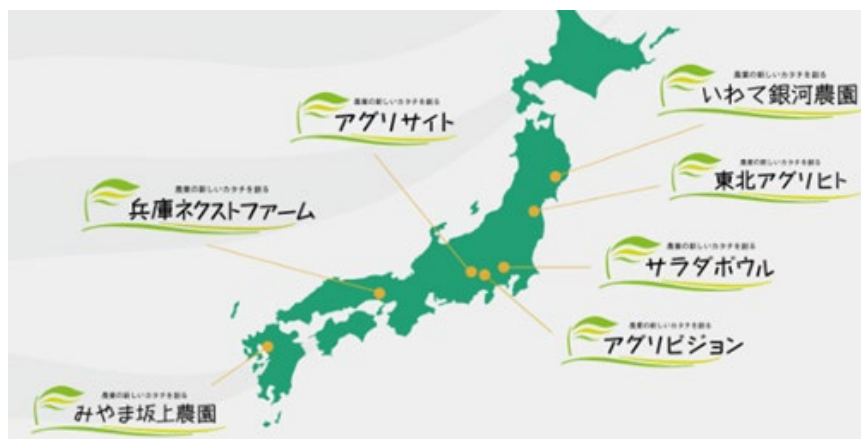 農業の新しいカタチを創る
いわて銀河農園
農業の新しいカタチを創る
アグリサイト
農業の新しいカタチを創る
東北アグリヒト
農業の新しいカタチを創る
兵庫ネクストファーム
農業の新しいカタチを創る
サラダボウル
農業の新しいカタチを創る
アグリビジョン
農業の新しいカタチを創る
みやま坂上農園